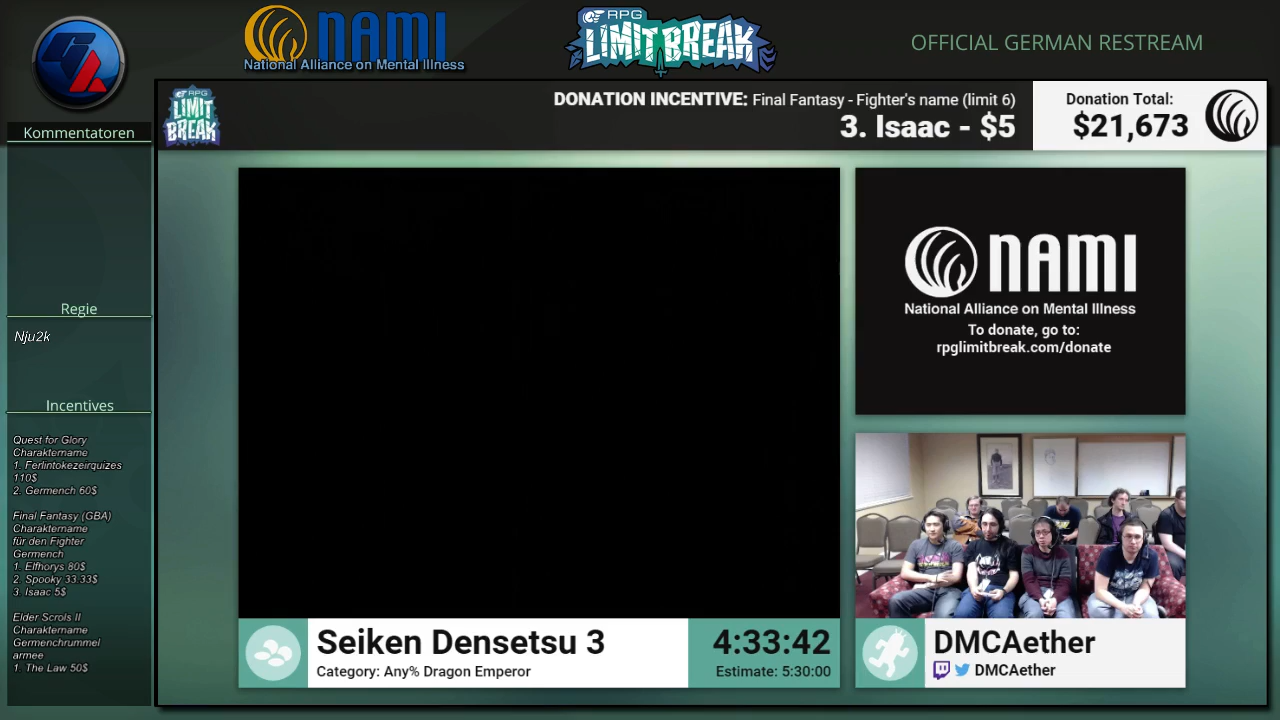 NAMI
National Alliance on Mental Illness
RPG
LIMIT BREAK
OFFICIAL GERMAN RESTREAM
Kommentatoren
RPG
LIMIT
BREAK
DONATION INCENTIVE: Final Fantasy - Fighter's name (limit 6)
3. Isaac - $5
Donation Total:
$21,673
NAMI
National Alliance on Mental Illness
To donate, go to:
rpglimitbreak.com/donate
Regie
Nju2k
Incentives
Quest for Glory
Charaktername
1. Ferlintokezeirquizes
110$
2. Germench 60$
Final Fantasy (GBA)
Charaktername
für den Fighter
Germench
1. Elfhorys 80$
2. Spooky 33.33$
3. Isaac 5$
Elder Scrols II
Charaktername
Germenchrummel
armee
1. The Law 50$
Seiken Densetsu 3
Category: Any% Dragon Emperor
4:33:42
Estimate: 5:30:00
DMCAether
DMCAether